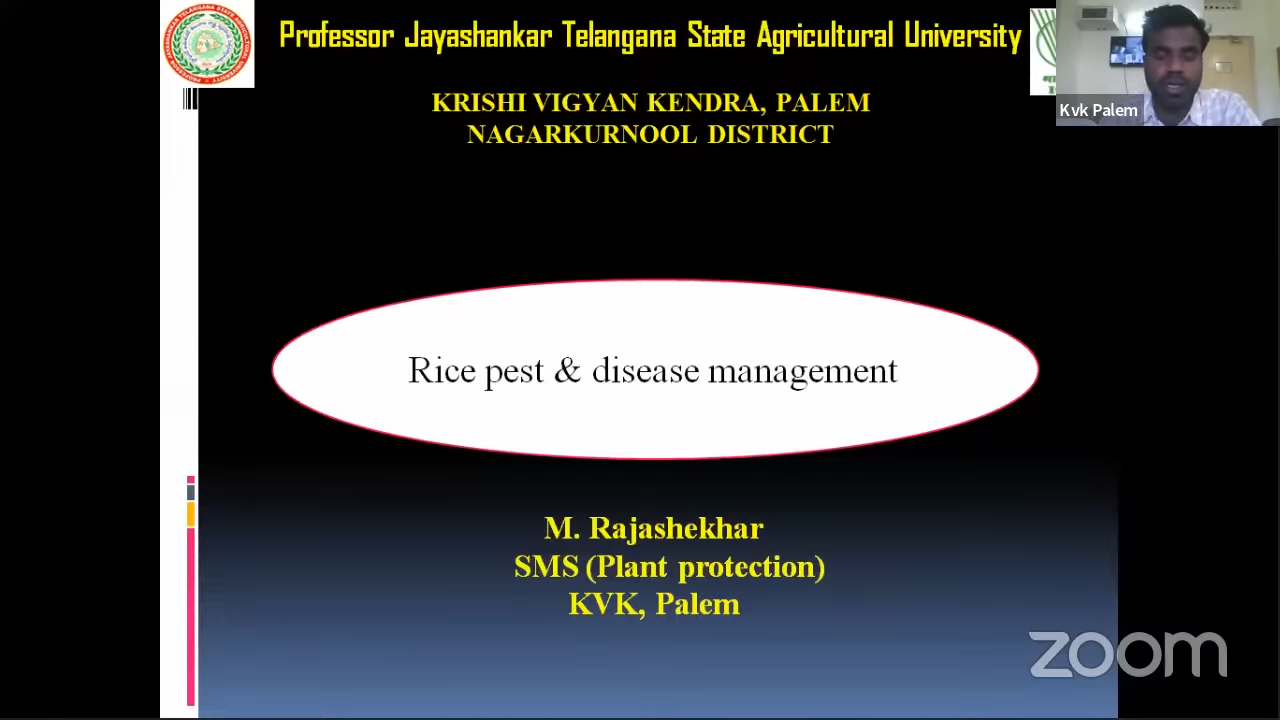 Professor Jayashankar Telangana State Agricultural University
KRISHI VIGYAN KENDRA, PALEM
NAGARKURNOOL DISTRICT
Kvk Palem
Rice pest & disease management
M. Rajashekhar
SMS (Plant protection)
KVK, Palem
zoom